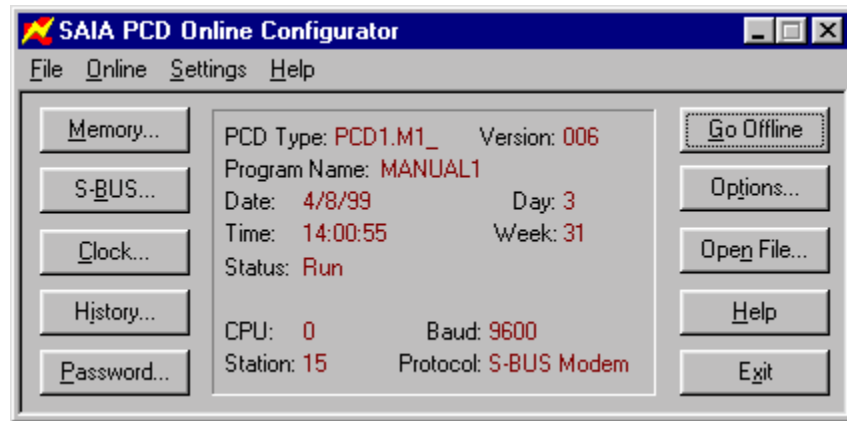 SAIA PCD Online Configurator
File Online Settings Help
Memory...
S-BUS...
Clock...
History...
Password...
PCD Type: PCD1.M1_ Version: 006
Program Name: MANUAL1
Date: 4/8/99 Day: 3
Time: 14:00:55 Week: 31
Status: Run
CPU: 0 Baud: 9600
Station: 15 Protocol: S-BUS Modem
Go Offline
Options...
Open File...
Help
Exit